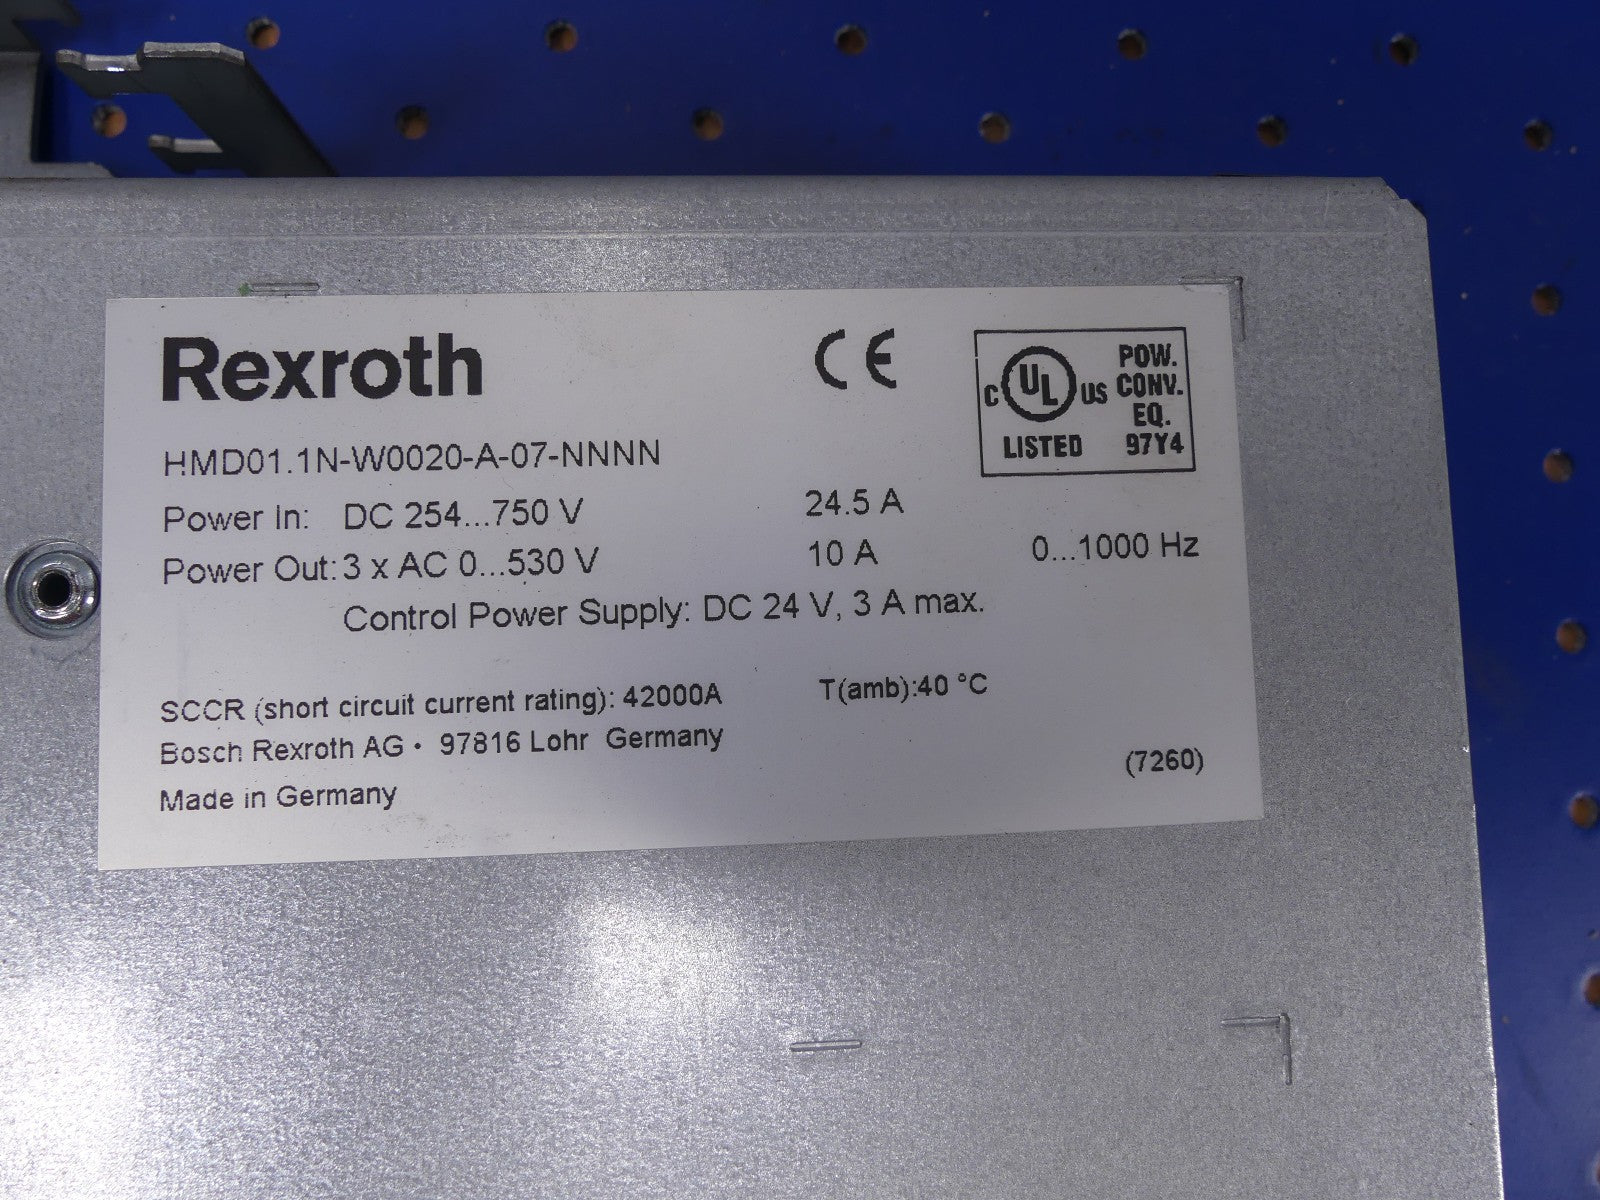 Rexroth
CE
C UL US LISTED
POW.
CONV.
EQ.
97Y4
HMD01.1N-W0020-A-07-NNNN
Power In: DC 254...750 V 24.5 A
Power Out: 3 x AC 0...530 V 10 A 0...1000 Hz
Control Power Supply: DC 24 V, 3 A max.
SCCR (short circuit current rating): 42000A T(amb):40 °C
Bosch Rexroth AG • 97816 Lohr Germany
(7260)
Made in Germany